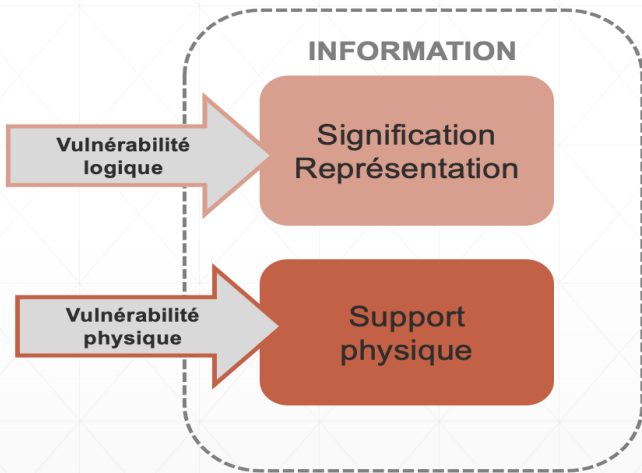 INFORMATION
Vulnérabilité
logique
Signification
Représentation
Vulnérabilité
physique
Support
physique